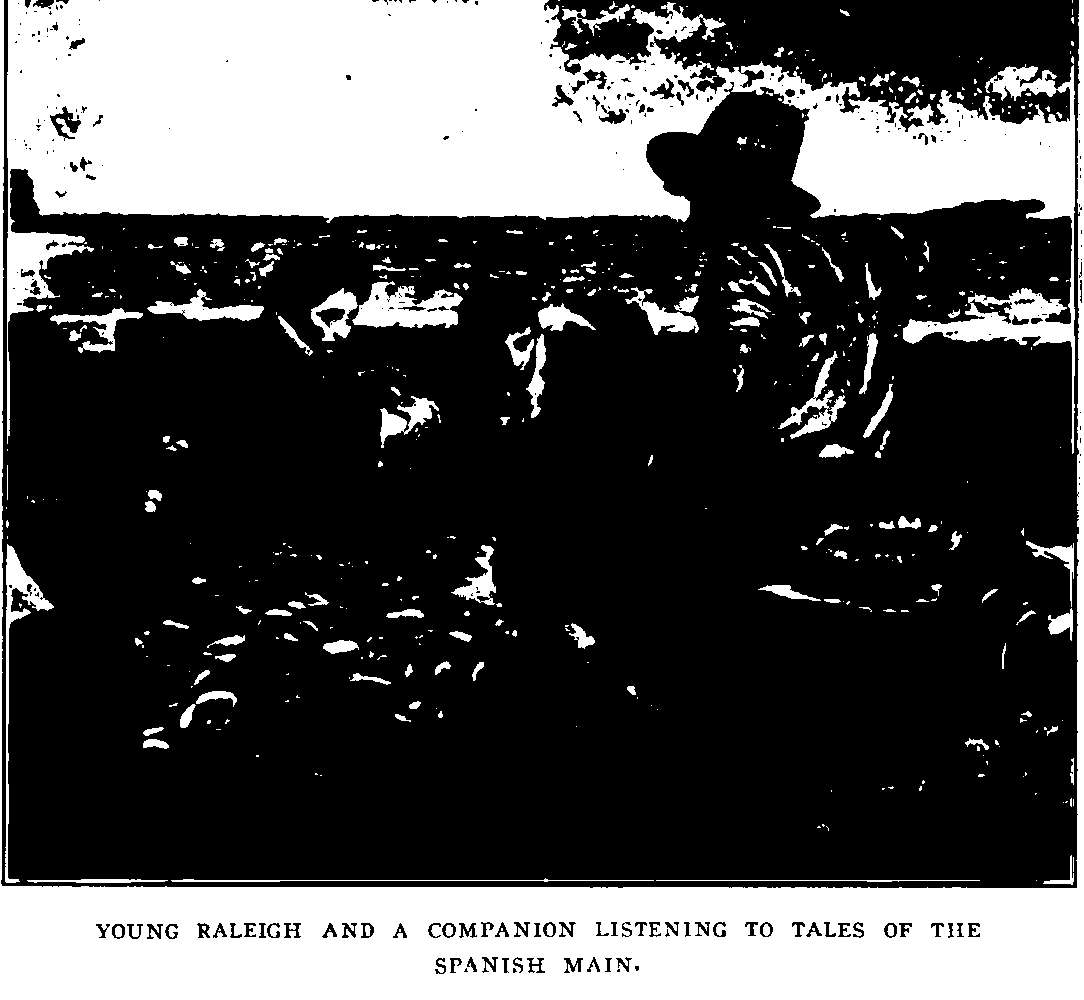 YOUNG RALEIGH AND A COMPANION LISTENING TO TALES OF THE
SPANISH MAIN.